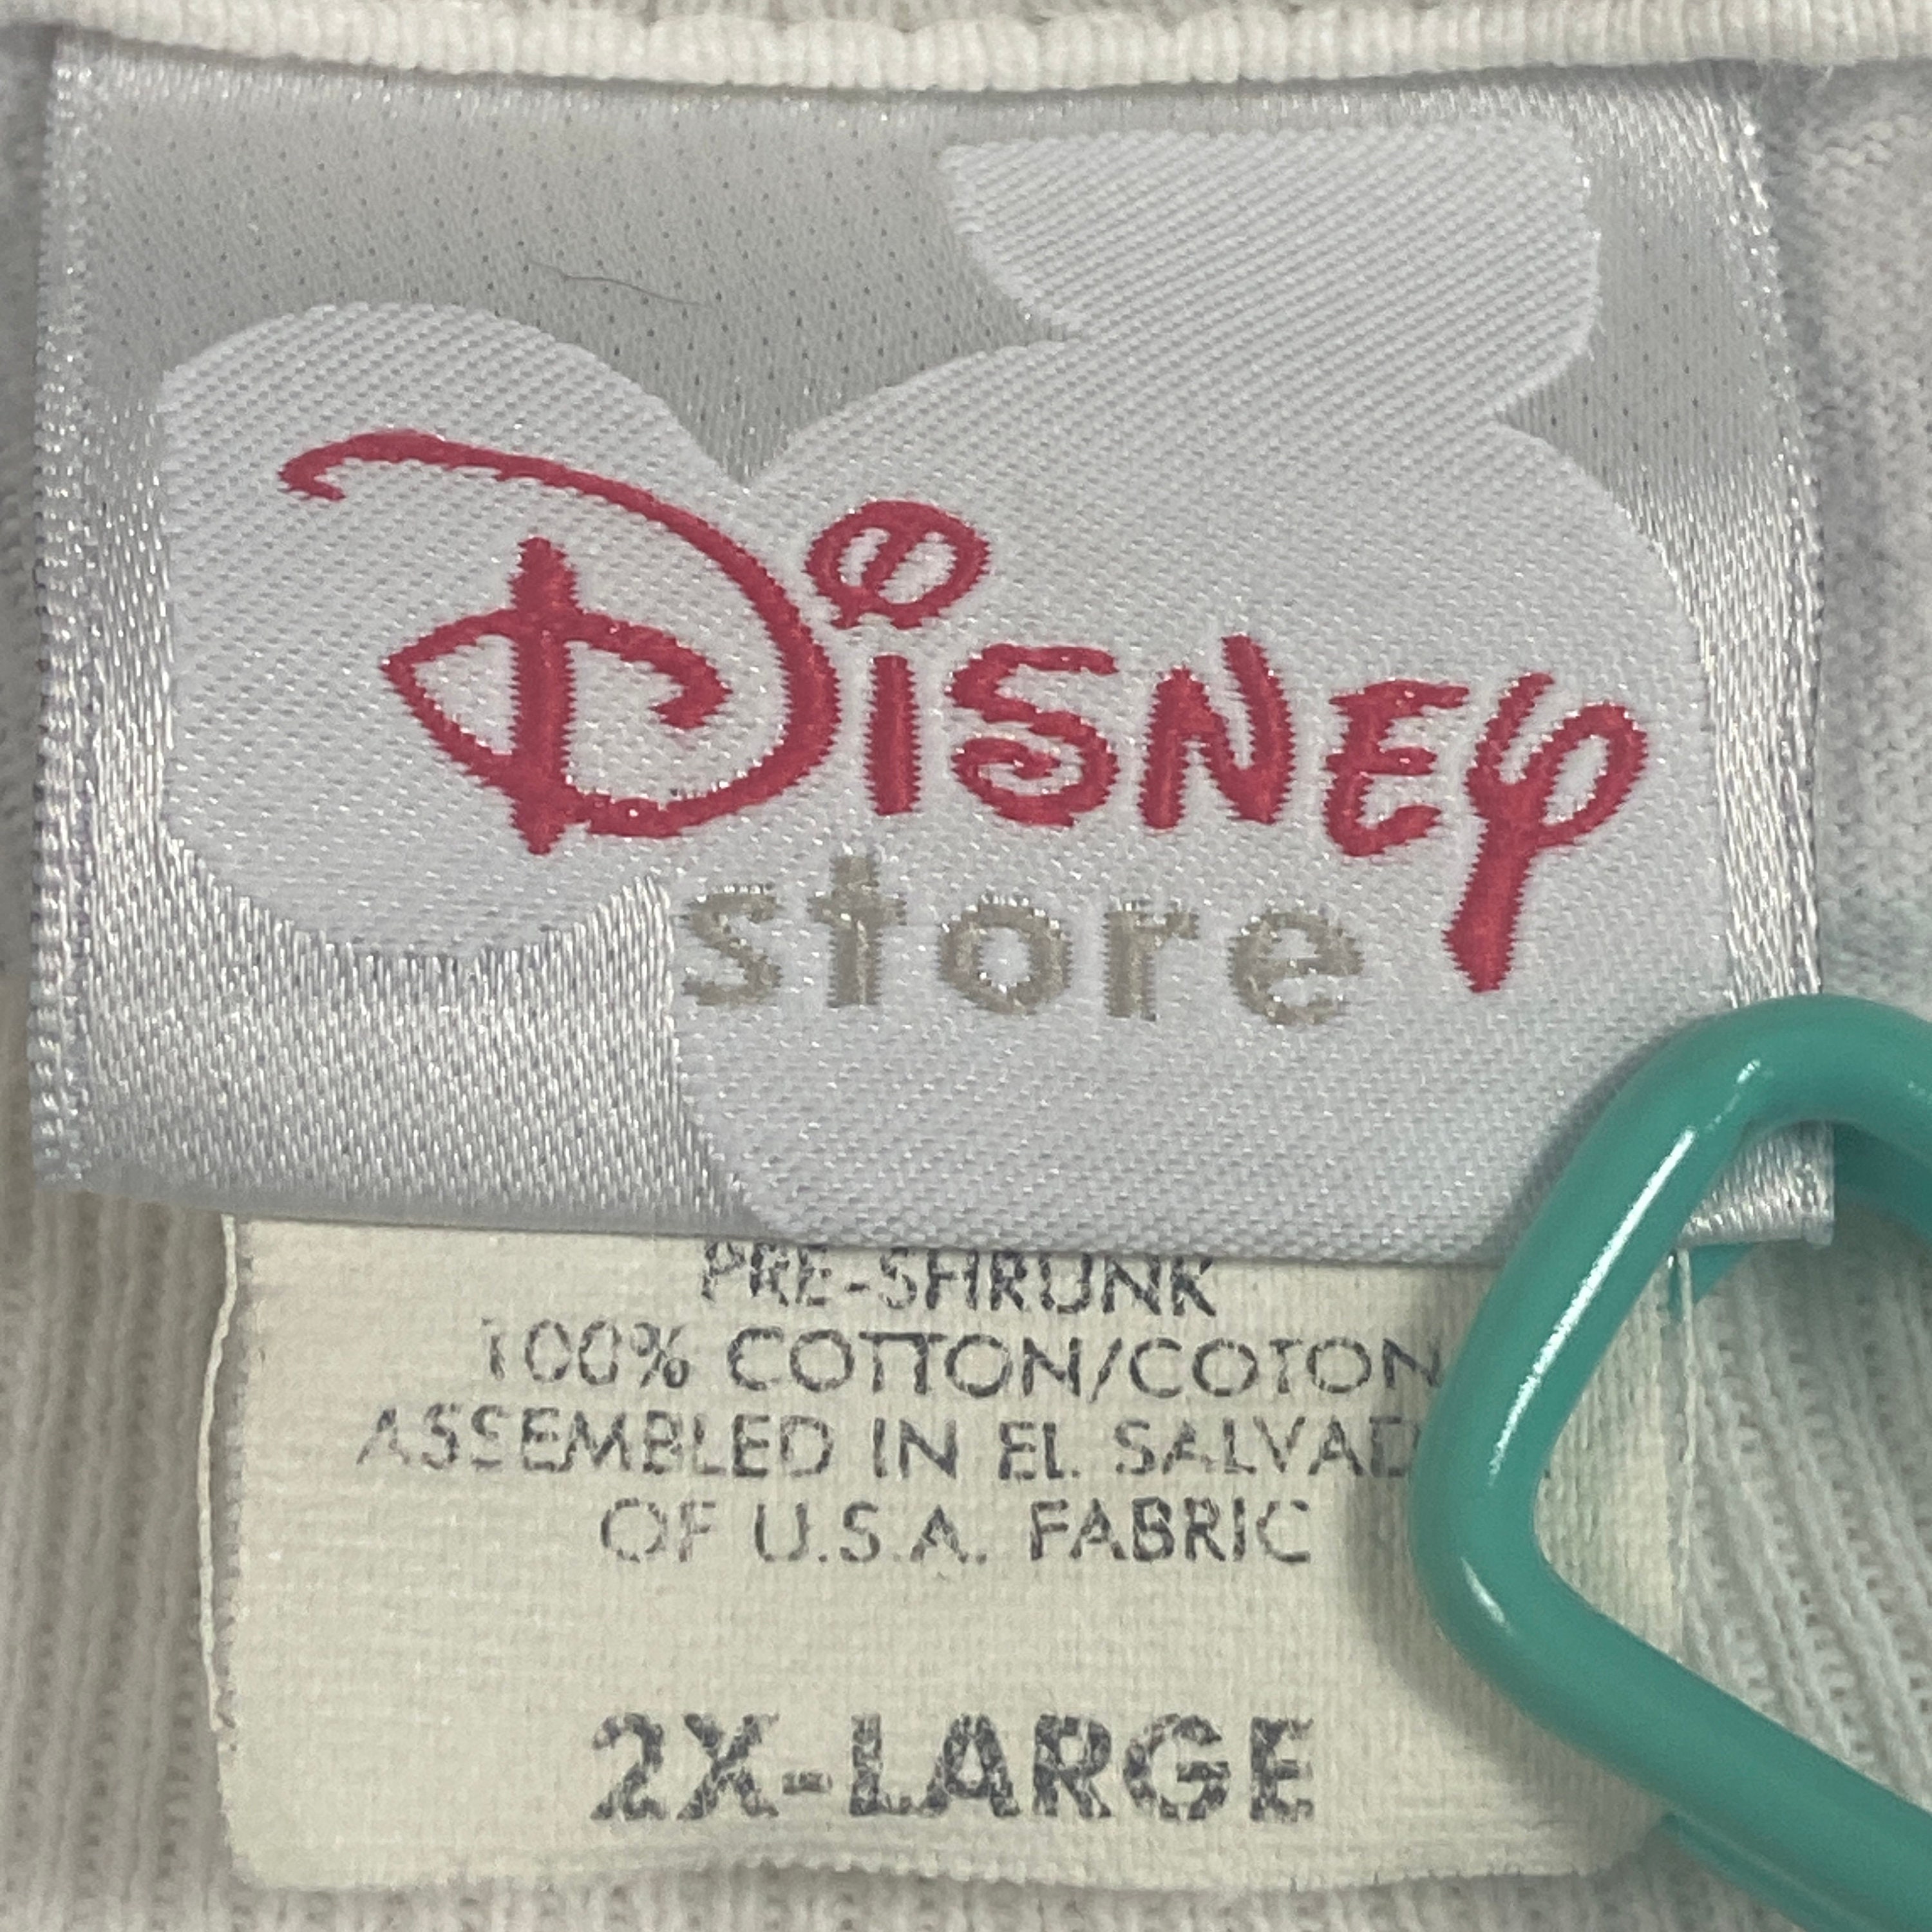 Disney
store
PRE-SHRUNK
100% COTTON/COTON
ASSEMBLED IN EL SALVAD
OF U.S.A. FABRIC
2X-LARGE